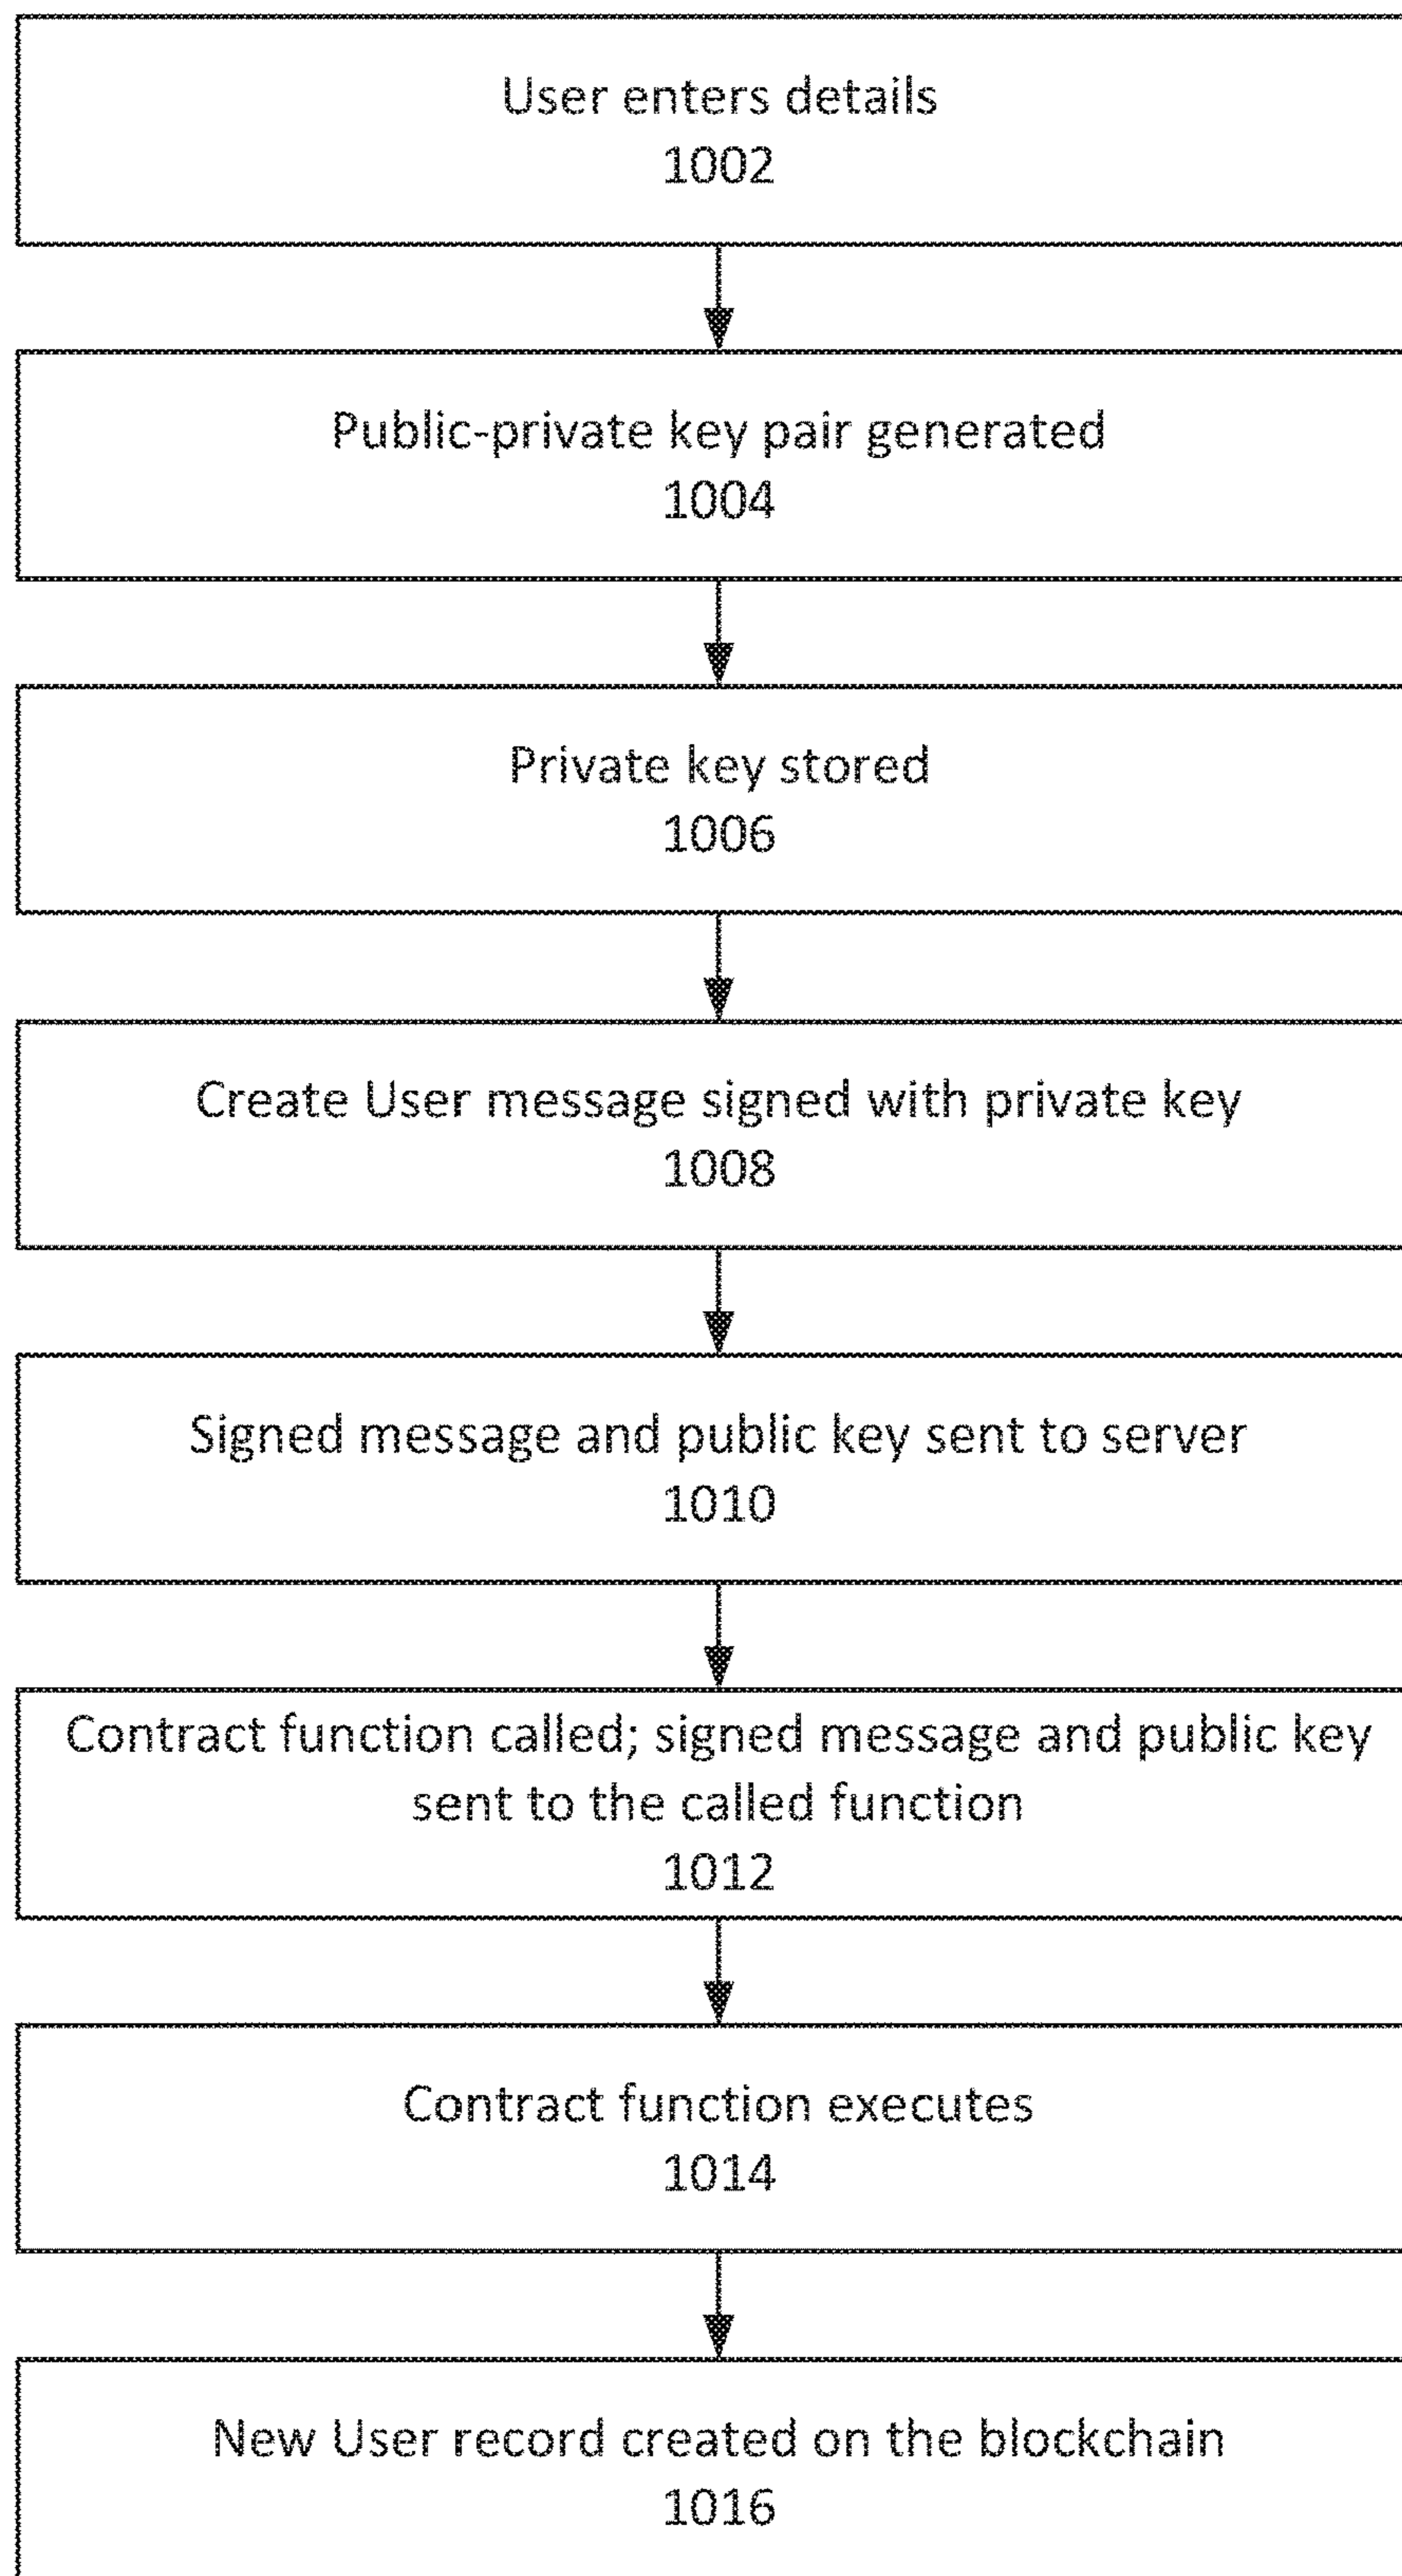 User enters details
1002
Public-private key pair generated
1004
Private key stored
1006
Create User message signed with private key
1008
Signed message and public key sent to server
1010
Contract function called; signed message and public key
sent to the called function
1012
Contract function executes
1014
New User record created on the blockchain
1016